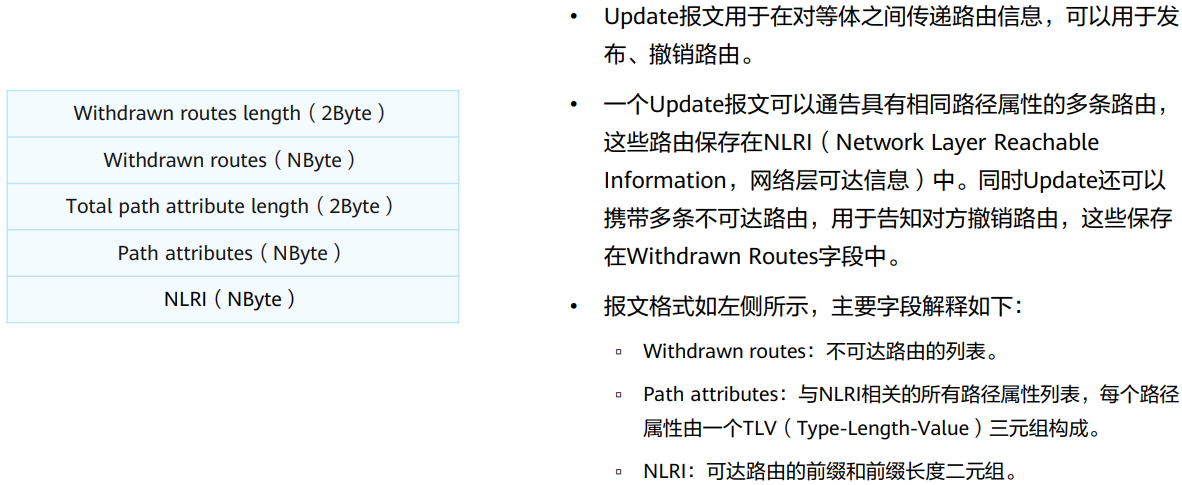 Withdrawn routes length（2Byte）
Withdrawn routes（NByte）
Total path attribute length（2Byte）
Path attributes（NByte）
NLRI（NByte）
• Update报文用于在对等体之间传递路由信息，可以用于发
布、撤销路由。
• 一个Update报文可以通告具有相同路径属性的多条路由，
这些路由保存在NLRI（Network Layer Reachable
Information，网络层可达信息）中。同时Update还可以
携带多条不可达路由，用于告知对方撤销路由，这些保存
在Withdrawn Routes字段中。
• 报文格式如左侧所示，主要字段解释如下：
▫ Withdrawn routes：不可达路由的列表。
▫ Path attributes：与NLRI相关的所有路径属性列表，每个路径
属性由一个TLV（Type-Length-Value）三元组构成。
▫ NLRI：可达路由的前缀和前缀长度二元组。